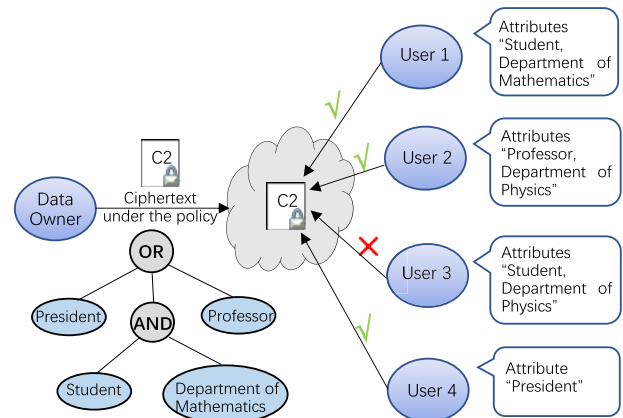 User 1
Attributes
"Student,
Department of
Mathematics"
C2
Data
Owner
Ciphertext
under the policy
C2
User 2
Attributes
"Professor,
Department of
Physics"
OR
President
AND
Professor
User 3
Attributes
"Student,
Department of
Physics"
Student
Department of
Mathematics
User 4
Attribute
"President"